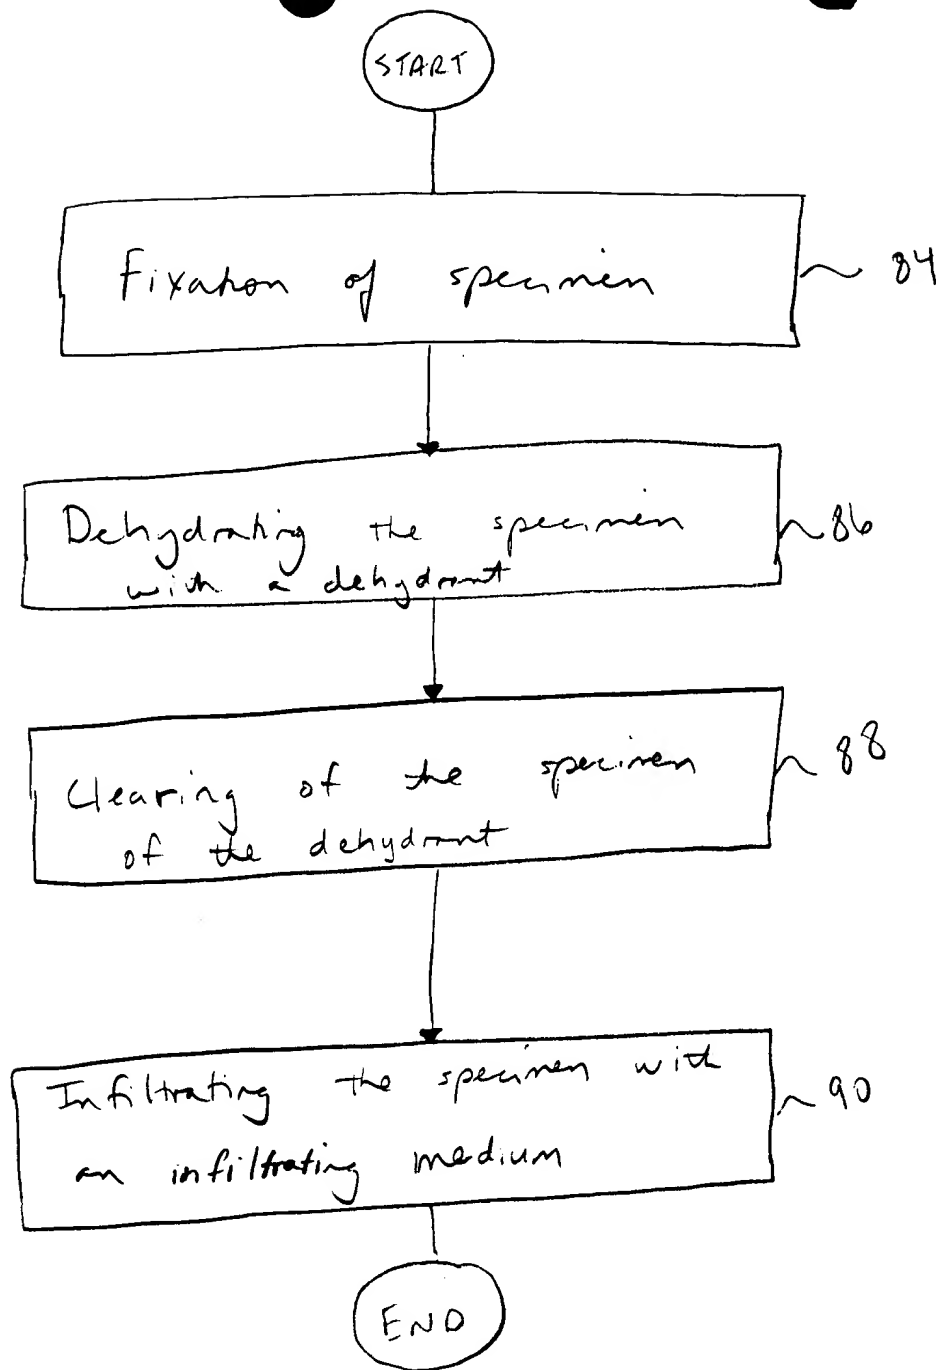 START
Fixation of specimen
84
Dehydrating the specimen
with a dehydrant
86
Clearing of the specimen
of the dehydrant
88
Infiltrating the specimen with
an infiltrating medium
90
END